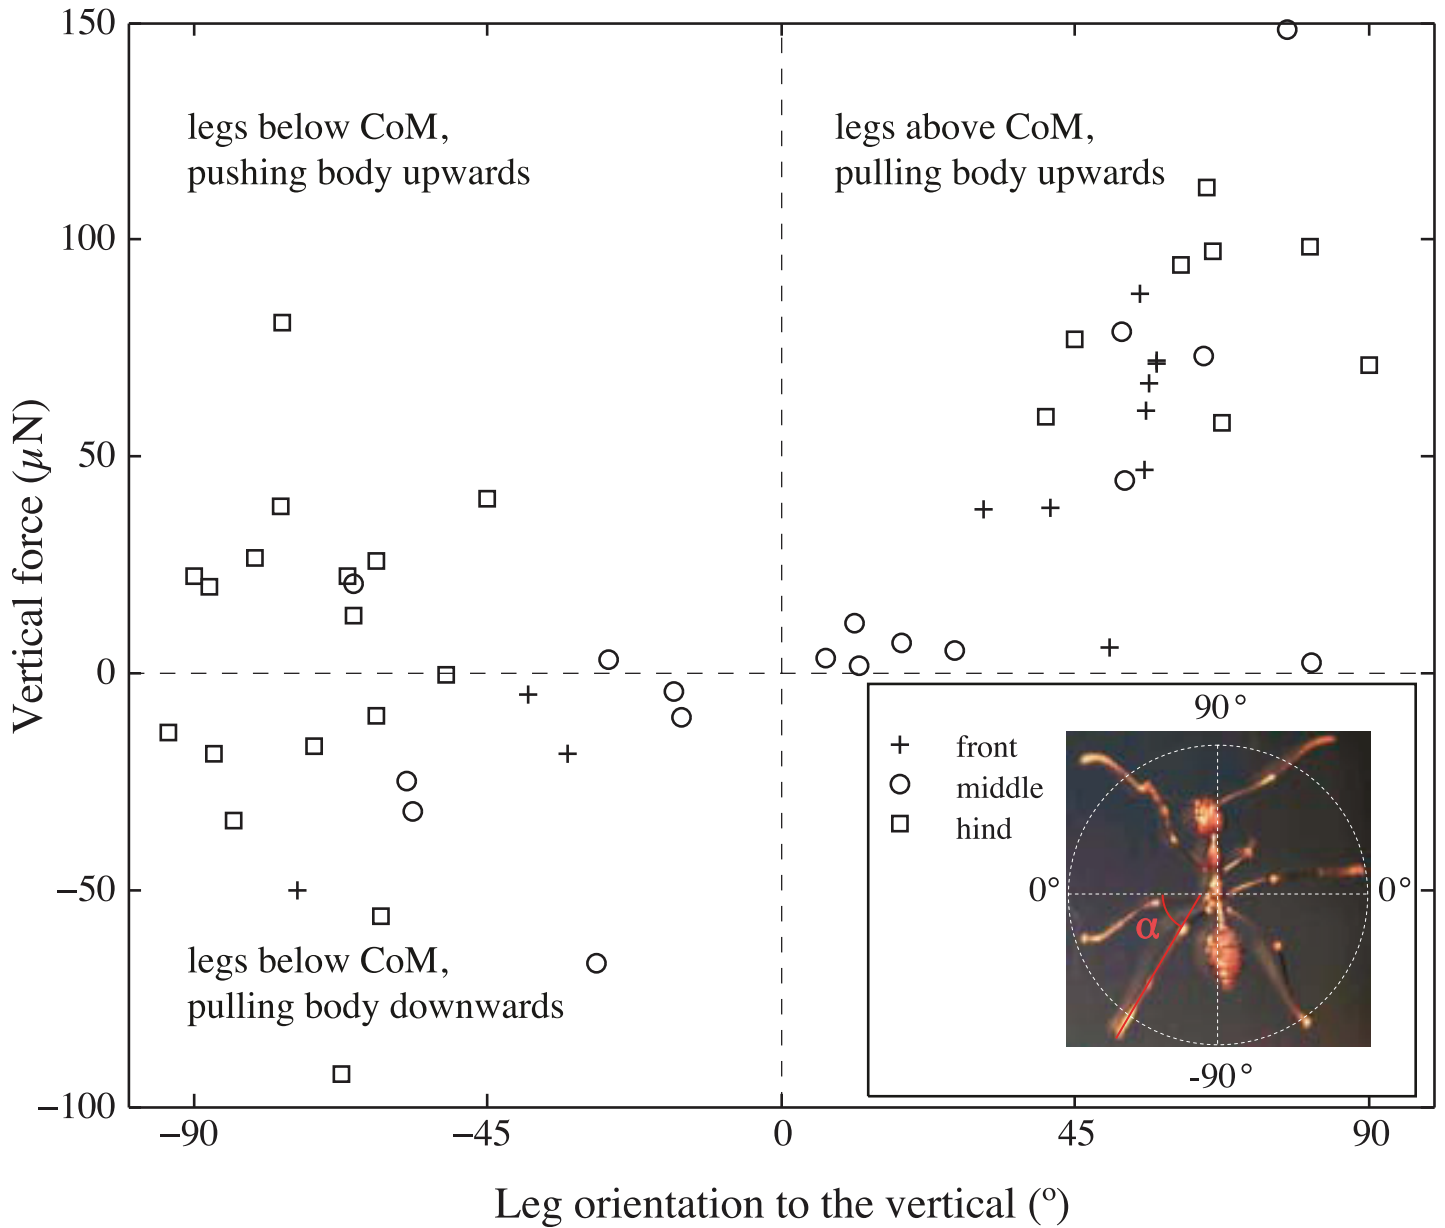 150
100
50
0
−50
−100
Vertical force (μN)
legs below CoM,
pushing body upwards
legs above CoM,
pulling body upwards
legs below CoM,
pulling body downwards
front
middle
hind
90°
0°
0°
α
-90°
−90
−45
0
45
90
Leg orientation to the vertical (º)